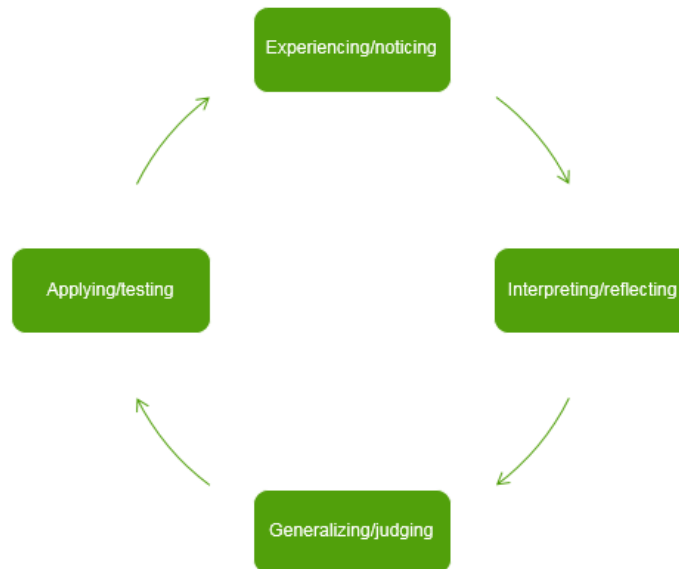 Experiencing/noticing
Applying/testing
Interpreting/reflecting
Generalizing/judging